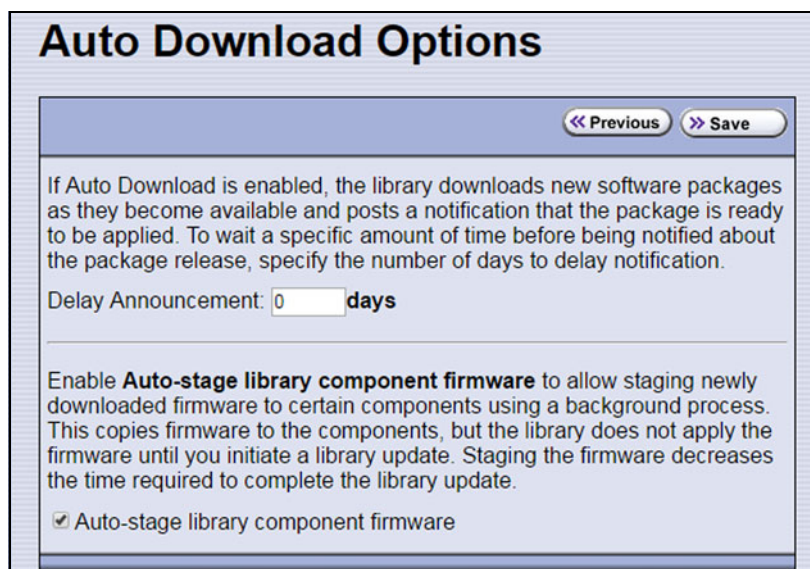 Auto Download Options
Previous
Save
If Auto Download is enabled, the library downloads new software packages
as they become available and posts a notification that the package is ready
to be applied. To wait a specific amount of time before being notified about
the package release, specify the number of days to delay notification.
Delay Announcement: 0 days
Enable Auto-stage library component firmware to allow staging newly
downloaded firmware to certain components using a background process.
This copies firmware to the components, but the library does not apply the
firmware until you initiate a library update. Staging the firmware decreases
the time required to complete the library update.
Auto-stage library component firmware